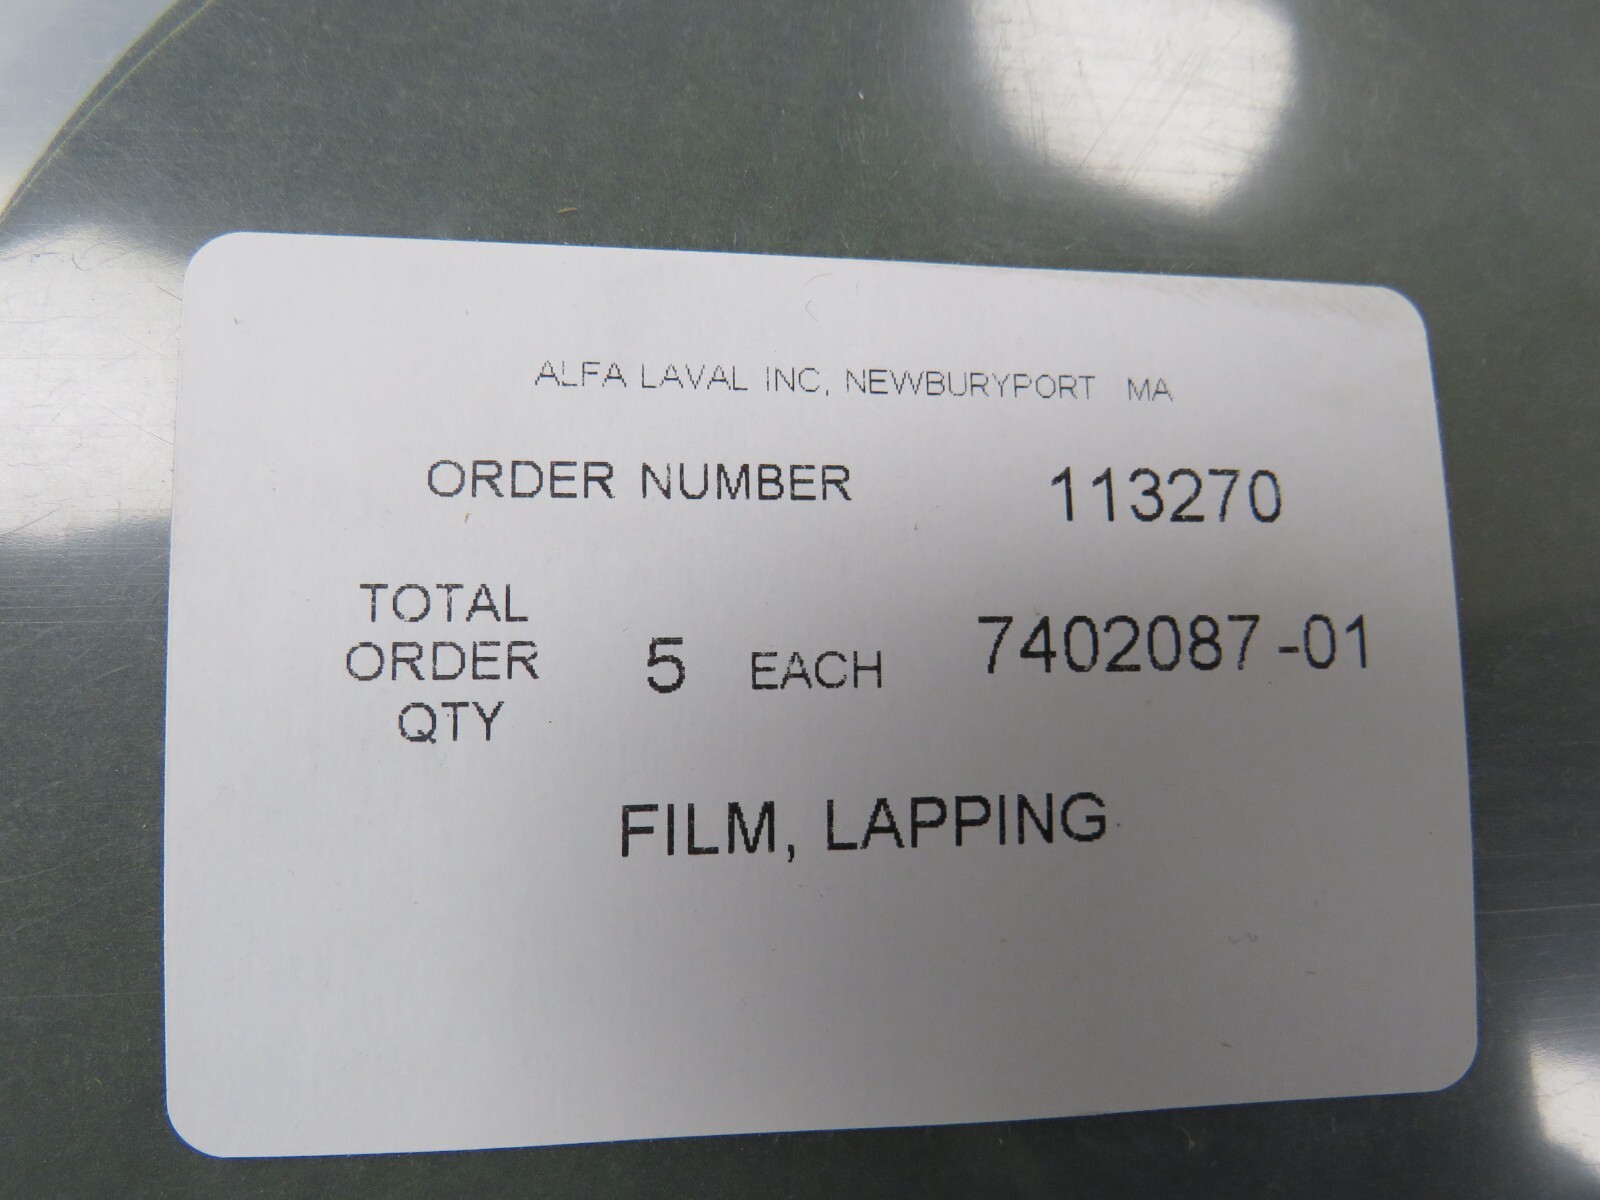 ALFA LAVAL INC, NEWBURYPORT MA
ORDER NUMBER 113270
TOTAL
ORDER 5 EACH 7402087-01
QTY
FILM, LAPPING